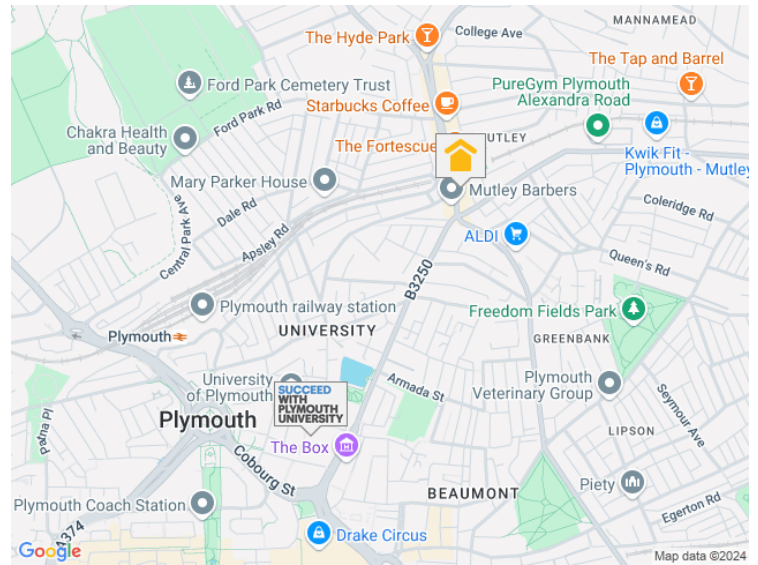 MANNAMEAD
The Hyde Park
College Ave
The Tap and Barrel
Ford Park Cemetery Trust
PureGym Plymouth
Alexandra Road
Starbucks Coffee
Ford Park Rd
Chakra Health
and Beauty
The Fortescue
MUTLEY
Kwik Fit -
Plymouth - Mutley
Mary Parker House
Mutley Barbers
Dale Rd
Coleridge Rd
Central Park Ave
Apsley Rd
ALDI
Queen's Rd
B3250
Plymouth railway station
Freedom Fields Park
Plymouth
UNIVERSITY
GREENBANK
University
of Plymouth
Armada St
Plymouth
Veterinary Group
SUCCEED
WITH
PLYMOUTH
UNIVERSITY
Seymour Ave
Plymouth
LIPSON
The Box
Cobourg St
Piety
BEAUMONT
Plymouth Coach Station
Egerton Rd
A374
Drake Circus
Google
Map data ©2024